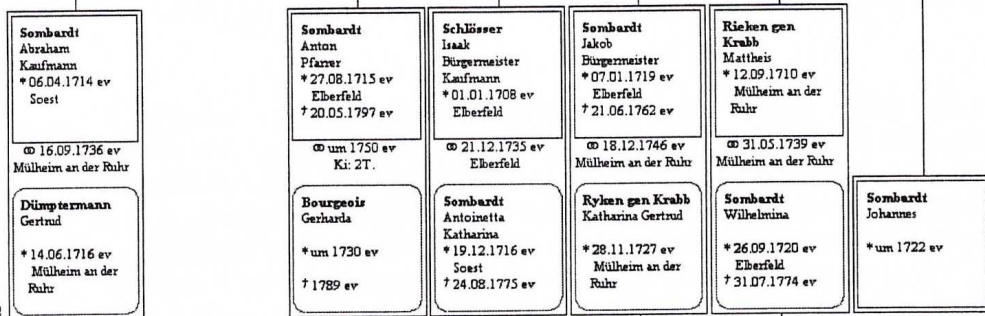 Sombardt
Abraham
Kaufmann
* 06.04.1714 ev
Soest
⚭ 16.09.1736 ev
Mülheim an der Ruhr
Dümptermann
Gertrud
* 14.06.1716 ev
Mülheim an der
Ruhr
Sombardt
Anton
Pfarrer
* 27.08.1715 ev
Elberfeld
† 20.05.1797 ev
⚭ um 1750 ev
Ki: 2T.
Bourgeois
Gerharda
* um 1730 ev
† 1789 ev
Schlösser
Isaak
Bürgermeister
Kaufmann
* 01.01.1708 ev
Elberfeld
⚭ 21.12.1735 ev
Elberfeld
Sombardt
Antoinetta
Katharina
* 19.12.1716 ev
Soest
† 24.08.1775 ev
Sombardt
Jakob
Bürgermeister
* 07.01.1719 ev
Elberfeld
† 21.06.1762 ev
⚭ 18.12.1746 ev
Mülheim an der Ruhr
Ryken gen Krabb
Katharina Gertrud
* 28.11.1727 ev
Mülheim an der
Ruhr
Rieken gen
Krabb
Mattheis
* 12.09.1710 ev
Mülheim an der
Ruhr
⚭ 31.05.1739 ev
Mülheim an der Ruhr
Sombardt
Wilhelmina
* 26.09.1720 ev
Elberfeld
† 31.07.1774 ev
Sombardt
Johannes
* um 1722 ev